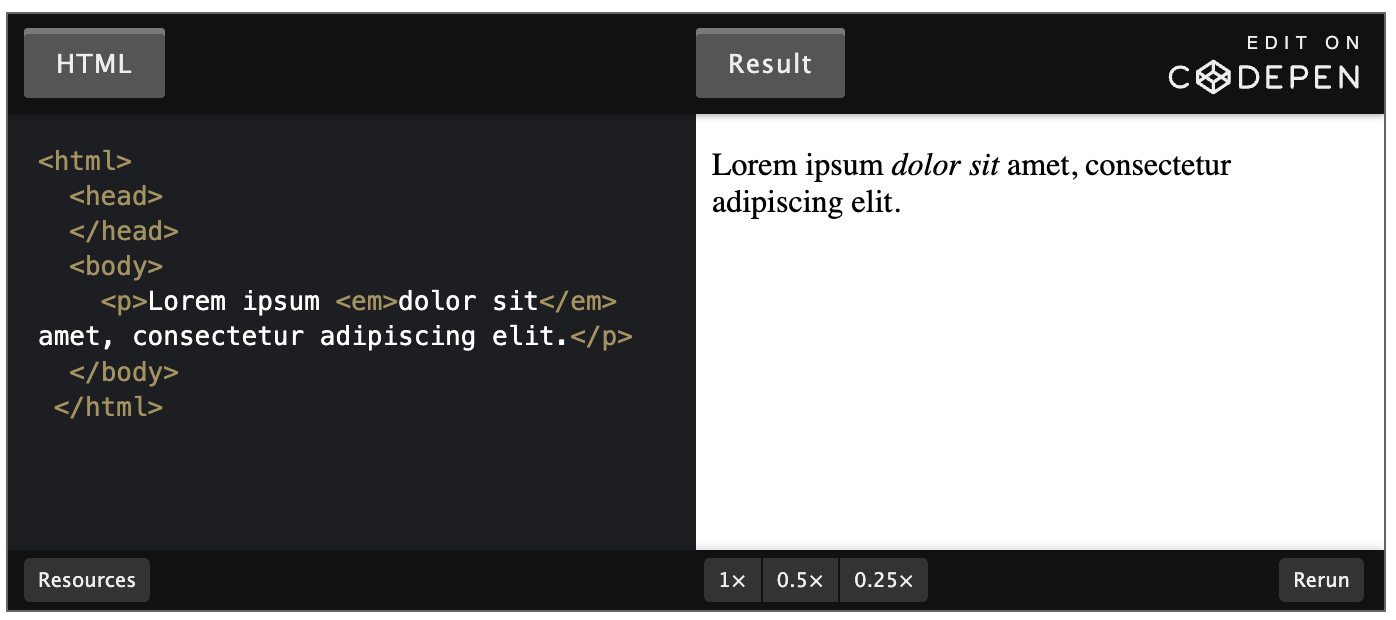 HTML
Result
EDIT ON
CODEPEN
<html>
  <head>
  </head>
  <body>
    <p>Lorem ipsum <em>dolor sit</em>
amet, consectetur adipiscing elit.</p>
  </body>
 </html>
Lorem ipsum dolor sit amet, consectetur
adipiscing elit.
Resources
1× 0.5× 0.25×
Rerun